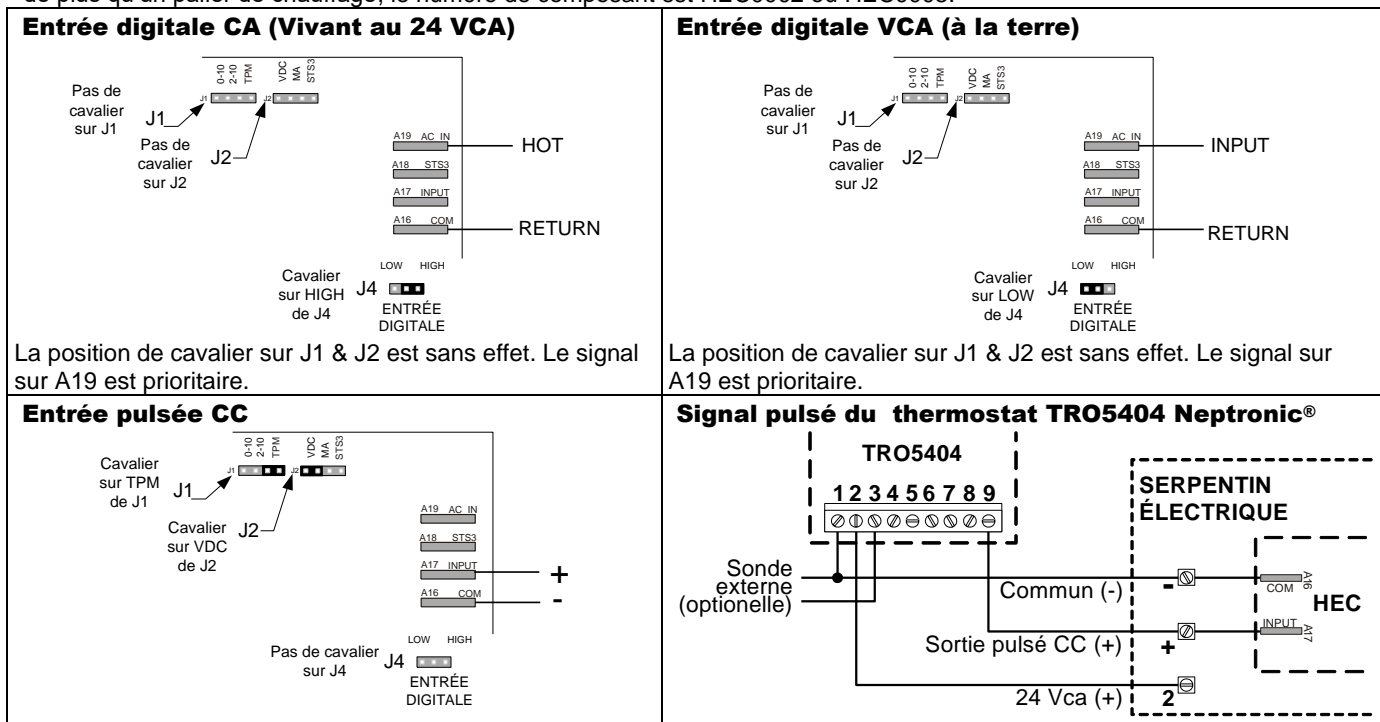 Entrée digitale CA (Vivant au 24 VCA)
0-10
2-10
TPM
VDC
MA
STS3
Pas de
cavalier
sur J1
J1
J1
J2
Pas de
cavalier
sur J2
J2
A19 AC IN
HOT
A18 STS3
A17 INPUT
A16 COM
RETURN
LOW HIGH
Cavalier
sur HIGH
de J4
J4
ENTRÉE
DIGITALE
La position de cavalier sur J1 & J2 est sans effet. Le signal
sur A19 est prioritaire.
Entrée digitale VCA (à la terre)
0-10
2-10
TPM
VDC
MA
STS3
Pas de
cavalier
sur J1
J1
J1
J2
Pas de
cavalier
sur J2
J2
A19 AC IN
INPUT
A18 STS3
A17 INPUT
A16 COM
RETURN
LOW HIGH
Cavalier
sur LOW
de J4
J4
ENTRÉE
DIGITALE
La position de cavalier sur J1 & J2 est sans effet. Le signal sur
A19 est prioritaire.
Entrée pulsée CC
0-10
2-10
TPM
VDC
MA
STS3
Cavalier
sur TPM
de J1
J1
J1
J2
Cavalier
sur VDC
de J2
J2
A19 AC IN
A18 STS3
A17 INPUT
+
A16 COM
-
LOW HIGH
Pas de cavalier
sur J4
J4
ENTRÉE
DIGITALE
Signal pulsé du thermostat TRO5404 Neptronic®
TRO5404
1 2 3 4 5 6 7 8 9
SERPENTIN
ÉLECTRIQUE
Sonde
externe
(optionelle)
Commun (-)
-
COM
A16
HEC
Sortie pulsé CC (+)
+
INPUT
A17
24 Vca (+)
2